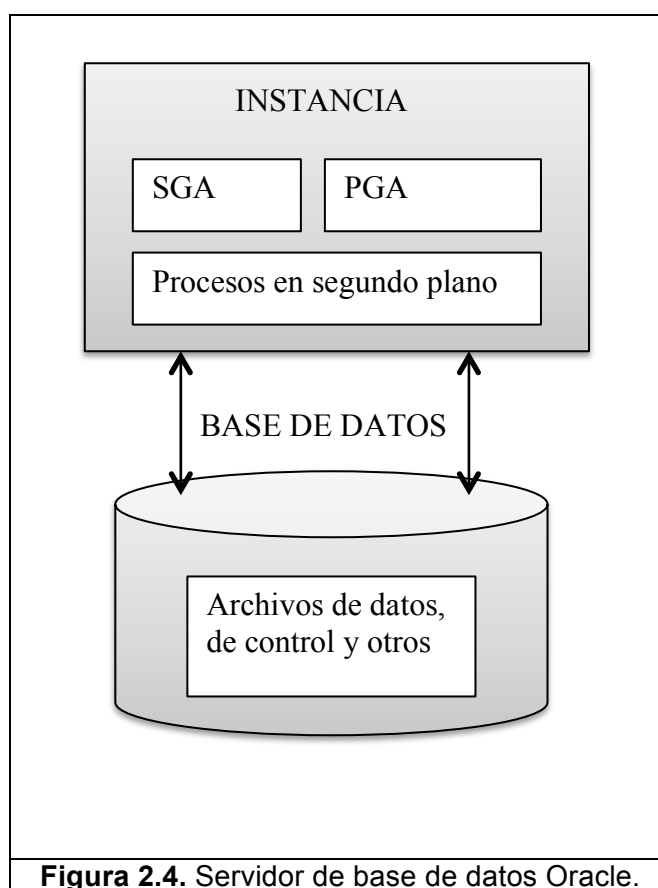 INSTANCIA
SGA
PGA
Procesos en segundo plano
BASE DE DATOS
Archivos de datos,
de control y otros
Figura 2.4. Servidor de base de datos Oracle.